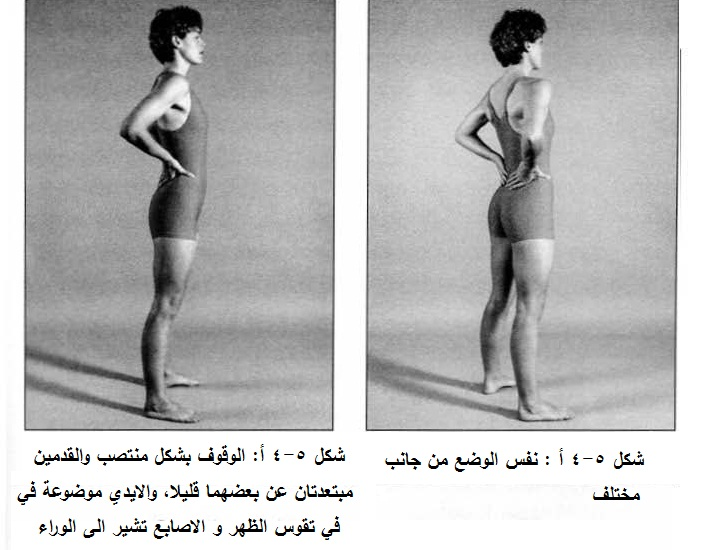 شكل ٥-٤ أ : نفس الوضع من جانب
مختلف
شكل ٥-٤ أ: الوقوف بشكل منتصب والقدمين
مبتعدتان عن بعضهما قليلا، والايدي موضوعة في
في تقوس الظهر و الاصابع تشير الى الوراء